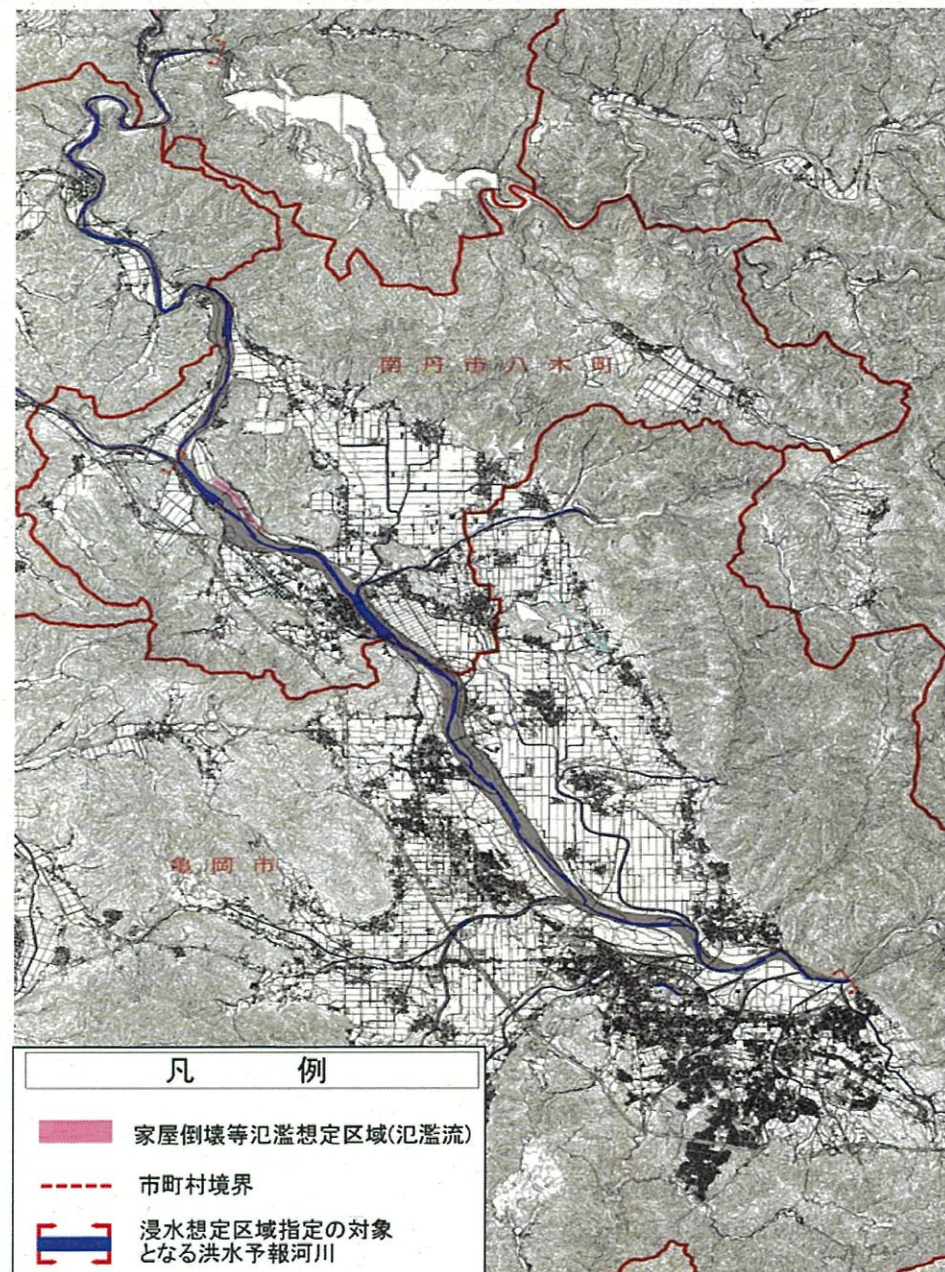 南丹市八木町
亀岡市
凡例
家屋倒壊等氾濫想定区域(氾濫流)
市町村境界
浸水想定区域指定の対象
となる洪水予報河川